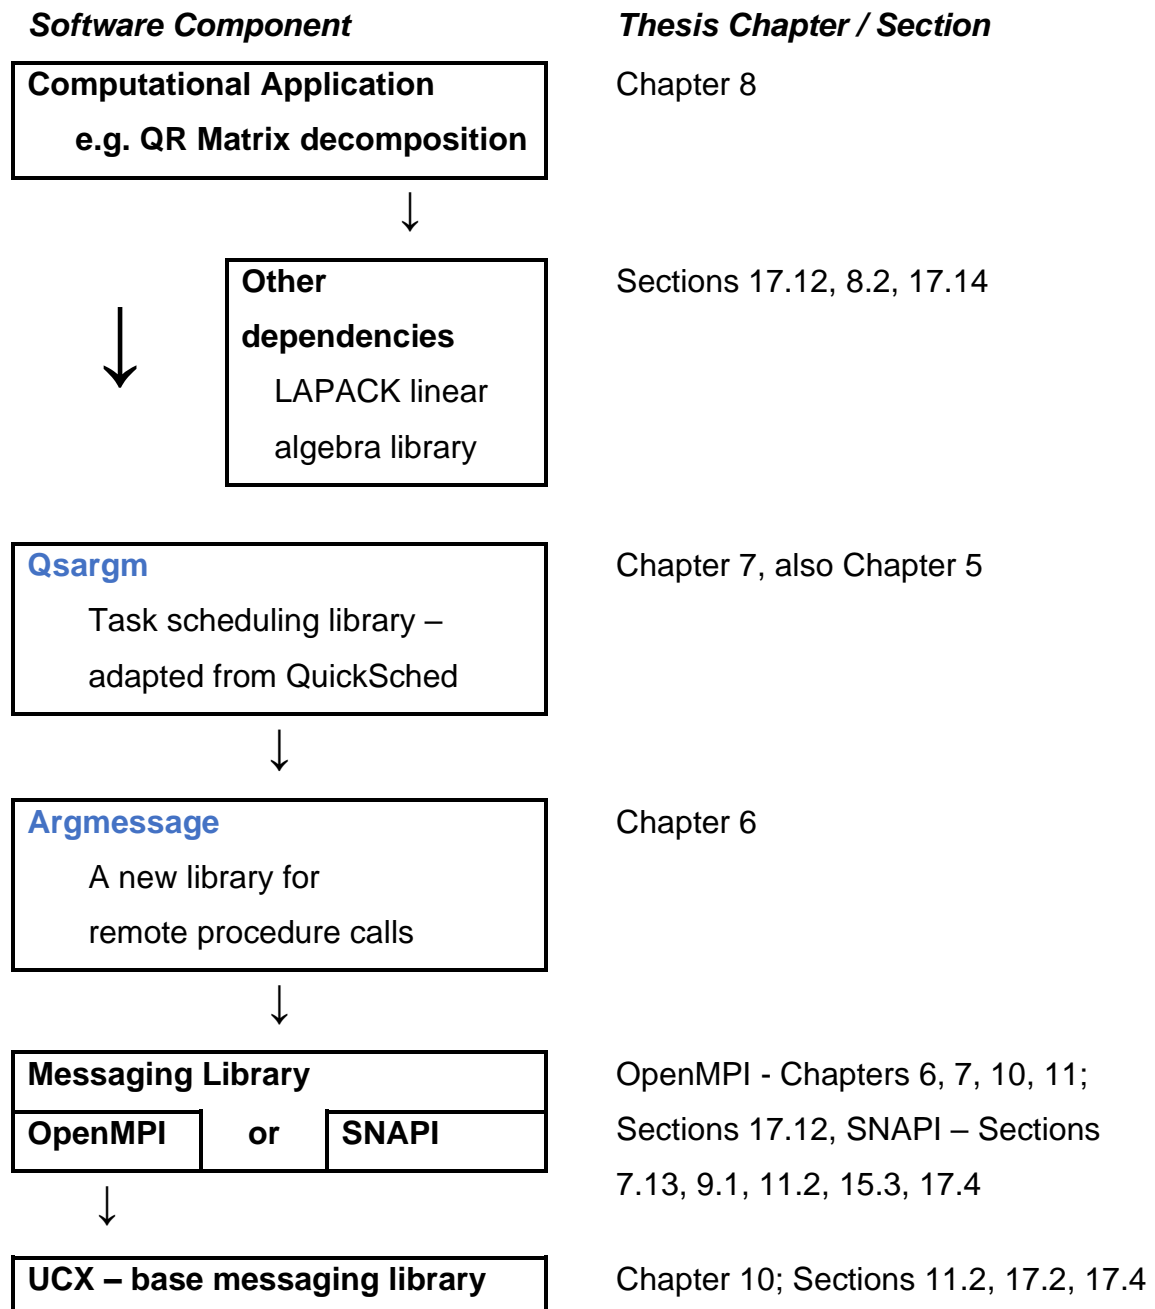 Software Component Thesis Chapter / Section
Computational Application Chapter 8
e.g. QR Matrix decomposition
↓
Other Sections 17.12, 8.2, 17.14
dependencies
↓
LAPACK linear
algebra library
Qsargm Chapter 7, also Chapter 5
Task scheduling library –
adapted from QuickSched
↓
Argmessage Chapter 6
A new library for
remote procedure calls
↓
Messaging Library OpenMPI - Chapters 6, 7, 10, 11;
OpenMPI or SNAPI Sections 17.12, SNAPI – Sections
7.13, 9.1, 11.2, 15.3, 17.4
↓
UCX – base messaging library Chapter 10; Sections 11.2, 17.2, 17.4